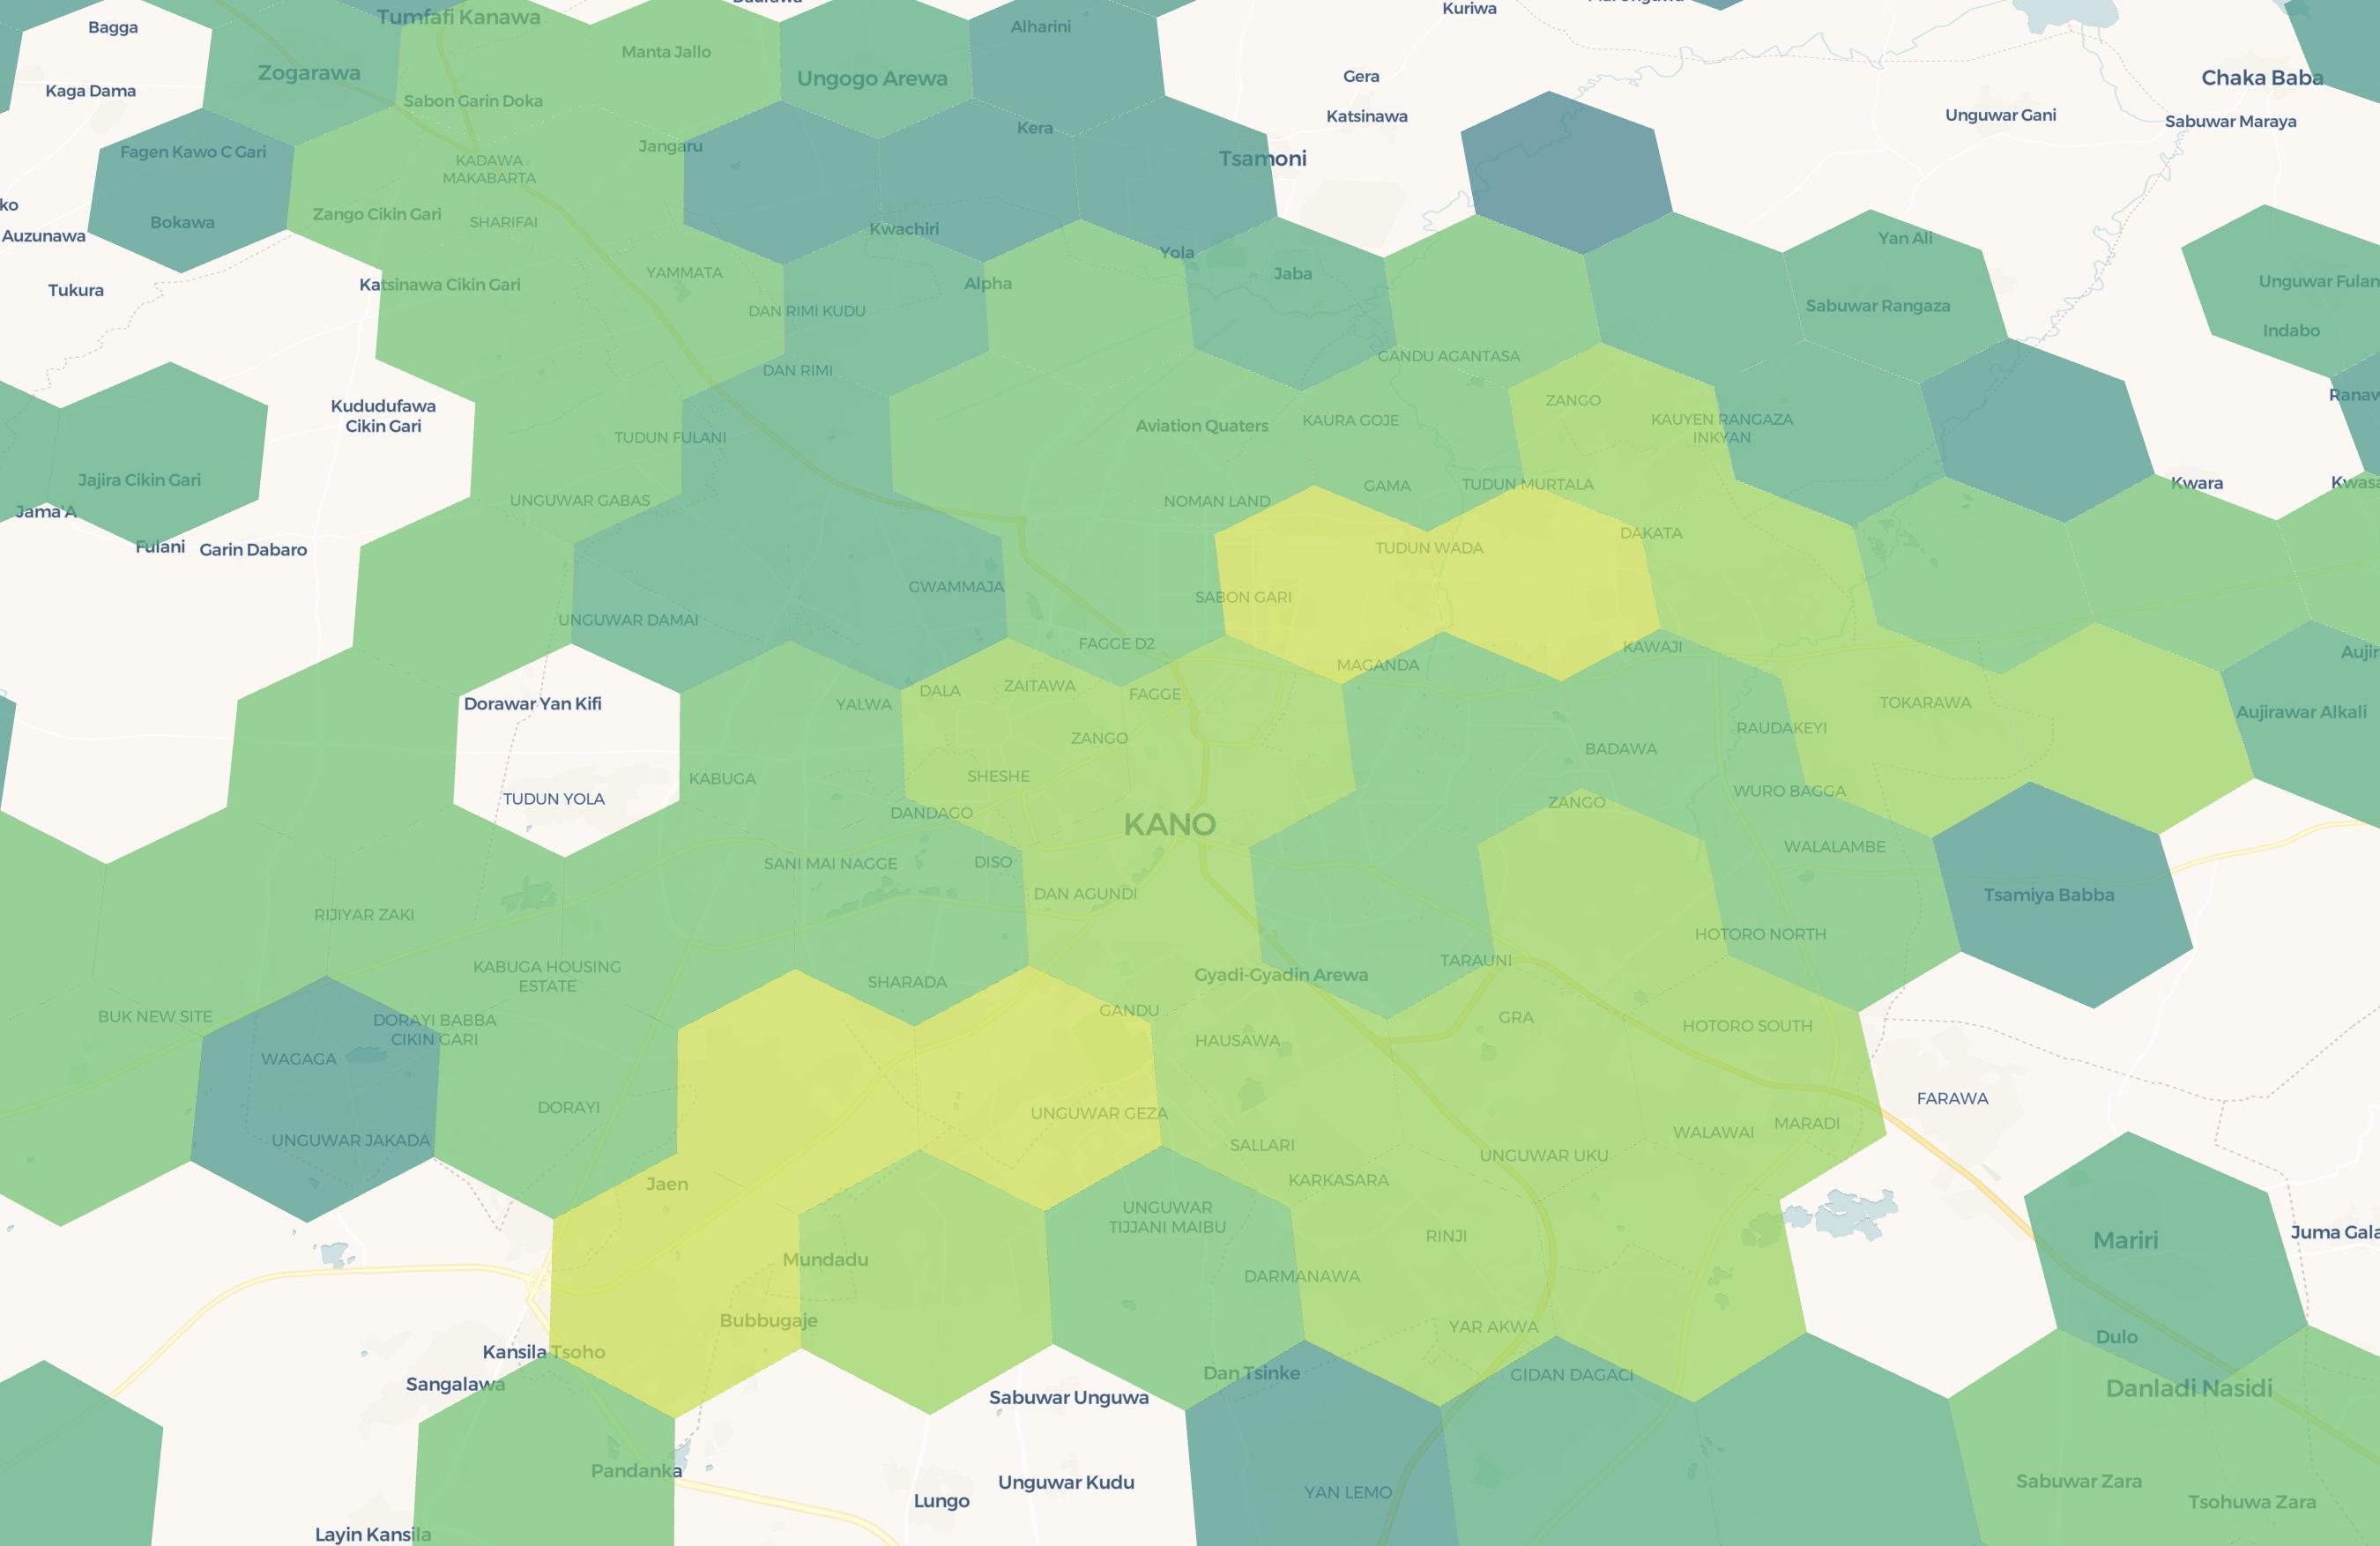 Tumfafi Kanawa
Kuriwa
Bagga
Alharini
Manta Jallo
Zogarawa
Ungogo Arewa
Gera
Chaka Baba
Kaga Dama
Sabon Garin Doka
Katsinawa
Unguwar Gani
Sabuwar Maraya
Kera
Fagen Kawo C Gari
Jangaru
KADAWA
MAKABARTA
Tsamoni
Bokawa
Zango Cikin Gari
SHARIFAI
Kwachiri
Auzunawa
Yola
Yan Ali
Tukura
Katsinawa Cikin Gari
YAMMATA
Alpha
Jaba
Unguwar Fulan
DAN RIMI KUDU
Sabuwar Rangaza
Indabo
DAN RIMI
GANDU AGANTASA
Kududufawa
Cikin Gari
ZANGO
Ranaw
TUDUN FULANI
Aviation Quaters
KAURA GOJE
KAUYEN RANGAZA
INKYAN
Jajira Cikin Gari
GAMA
TUDUN MURTALA
Kwara
Kwasa
Jama'A
UNGUWAR GABAS
NOMAN LAND
Fulani
Garin Dabaro
TUDUN WADA
DAKATA
GWAMMAJA
SABON GARI
UNGUWAR DAMAI
FAGGE D2
KAWAJI
Aujir
MAGANDA
Dorawar Yan Kifi
YALWA
DALA
ZAITAWA
FAGGE
TOKARAWA
Aujirawar Alkali
ZANGO
RAUDAKEYI
BADAWA
KABUGA
SHESHE
TUDUN YOLA
DANDAGO
ZANGO
WURO BAGGA
KANO
SANI MAI NAGGE
DISO
WALALAMBE
DAN AGUNDI
Tsamiya Babba
RIJIYAR ZAKI
HOTORO NORTH
KABUGA HOUSING
ESTATE
SHARADA
Gyadi-Gyadin Arewa
TARAUNI
BUK NEW SITE
DORAYI BABBA
CIKIN GARI
GANDU
GRA
HOTORO SOUTH
WAGAGA
HAUSAWA
DORAYI
UNGUWAR GEZA
FARAWA
UNGUWAR JAKADA
SALLARI
WALAWAI
MARADI
UNGUWAR UKU
Jaen
KARKASARA
UNGUWAR
TIJJANI MAIBU
RINJI
Mariri
Juma Gala
Mundadu
DARMANAWA
Bubbugaje
YAR AKWA
Dulo
Kansila Tsoho
Dan Tsinke
GIDAN DAGACI
Sangalawa
Sabuwar Unguwa
Danladi Nasidi
Pandanka
Unguwar Kudu
YAN LEMO
Sabuwar Zara
Lungo
Tsohuwa Zara
Layin Kansila